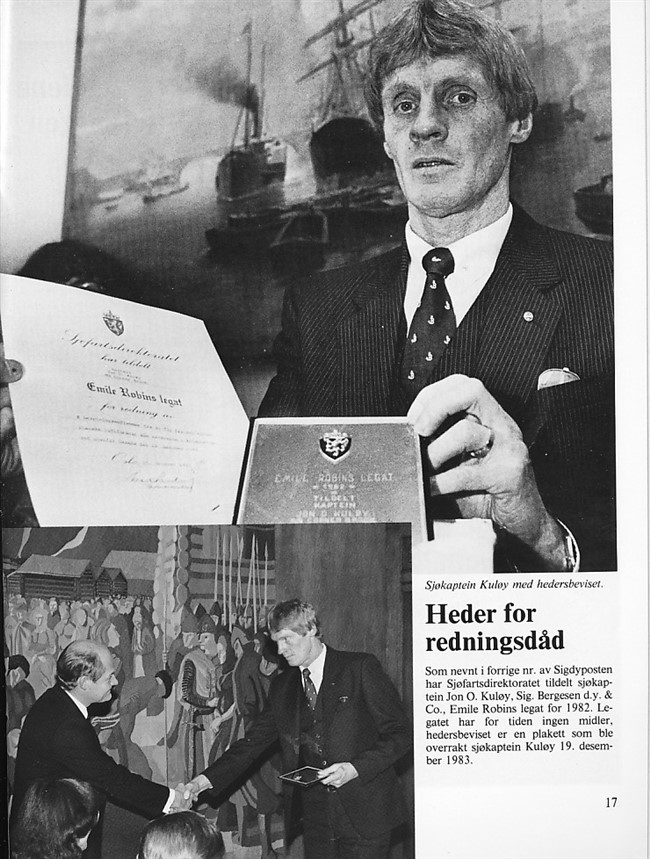 Sjøfartsdirektoratet
har tildelt
Emile Robins legat
for redning av
EMILE ROBINS LEGAT
1982
TILDELT
KAPTEIN
JON O KULØY
Sjøkaptein Kuløy med hedersbeviset.
Heder for
redningsdåd
Som nevnt i forrige nr. av Sigdyposten
har Sjøfartsdirektoratet tildelt sjøkap-
tein Jon O. Kuløy, Sig. Bergesen d.y. &
Co., Emile Robins legat for 1982. Le-
gatet har for tiden ingen midler,
hedersbeviset er en plakett som ble
overrakt sjøkaptein Kuløy 19. desem-
ber 1983.
17